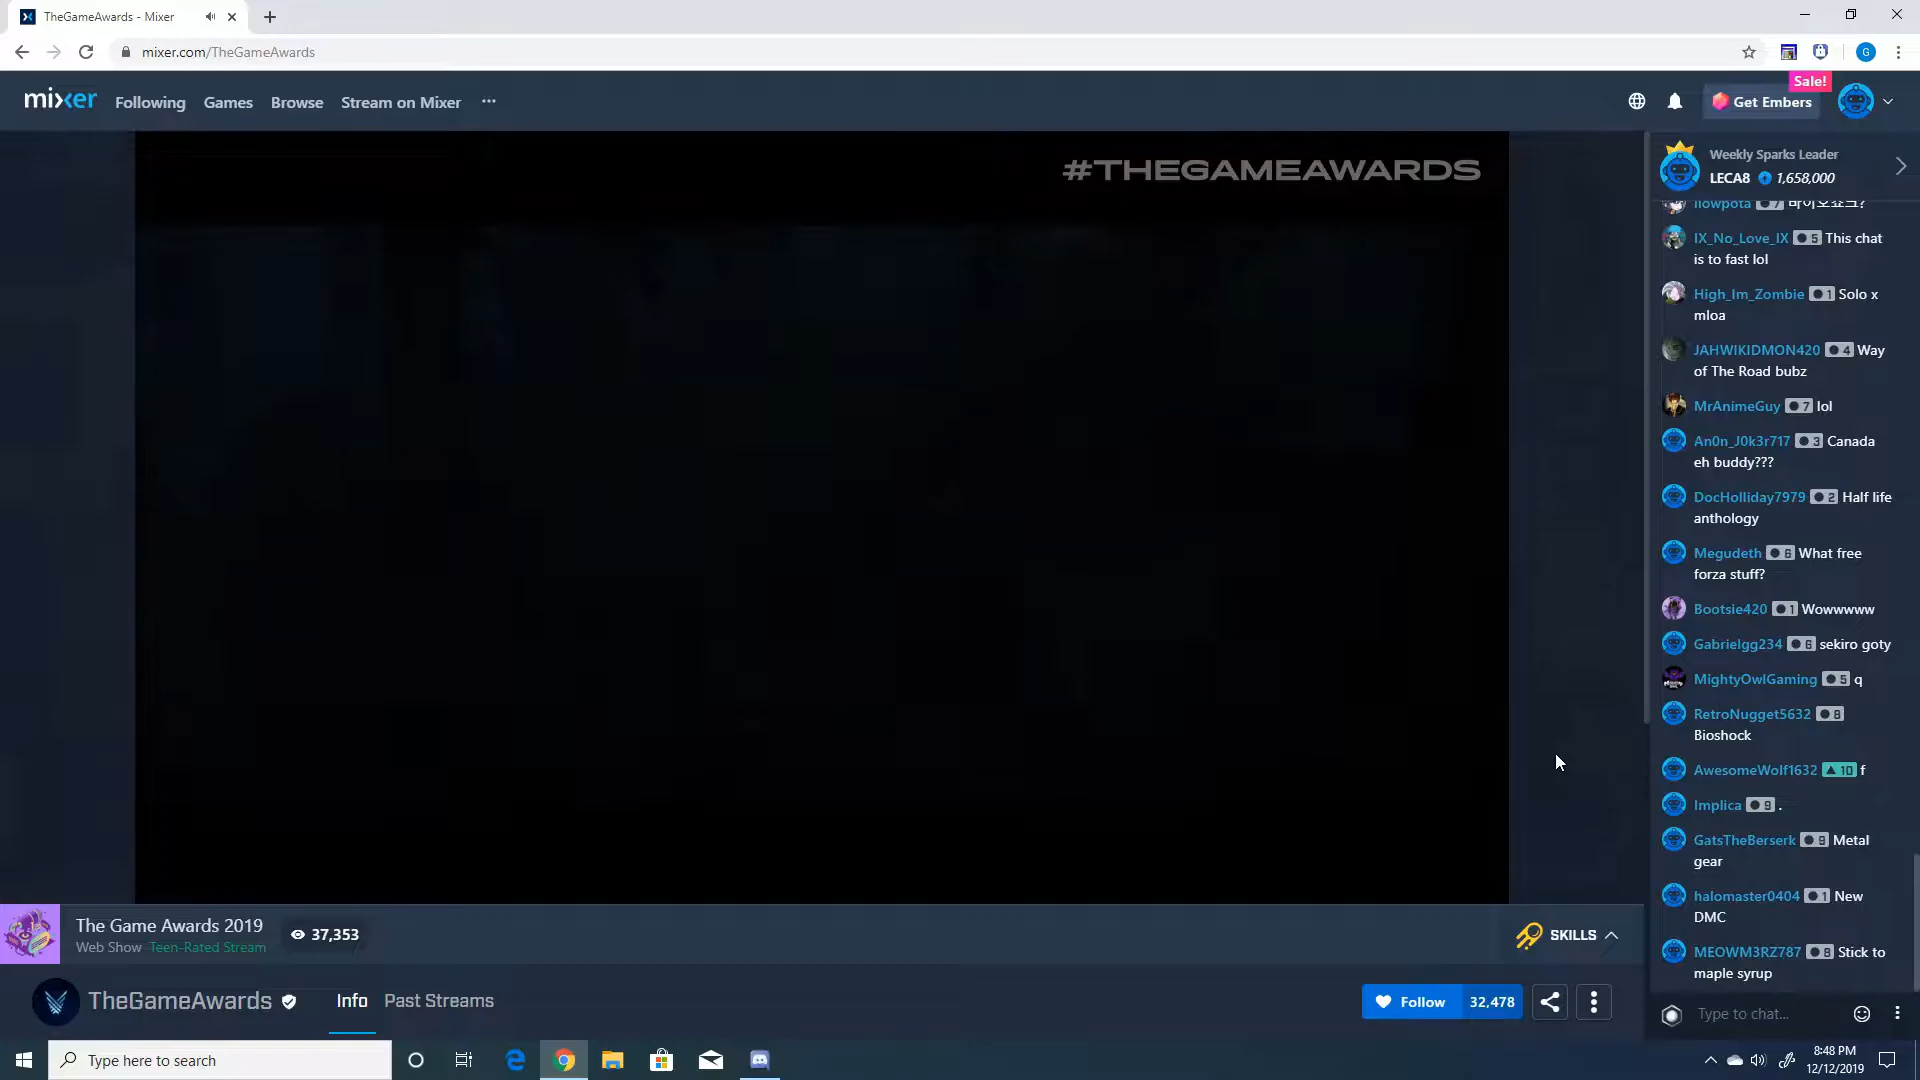 TheGameAwards - Mixer
mixer.com/TheGameAwards
mixer
Following
Games
Browse
Stream on Mixer
Sale!
Get Embers
#THEGAMEAWARDS
Weekly Sparks Leader
LECA8 1,658,000
llowpota 7
IX_No_Love_IX 5 This chat
is to fast lol
High_Im_Zombie 1 Solo x
mloa
JAHWIKIDMON420 4 Way
of The Road bubz
MrAnimeGuy 7 lol
An0n_J0k3r717 3 Canada
eh buddy???
DocHolliday7979 2 Half life
anthology
Megudeth 6 What free
forza stuff?
Bootsie420 1 Wowwwww
Gabrielgg234 6 sekiro goty
MightyOwlGaming 5 q
RetroNugget5632 8
Bioshock
AwesomeWolf1632 10 f
Implica 9 .
GatsTheBerserk 9 Metal
gear
halomaster0404 1 New
DMC
MEOWM3RZ787 8 Stick to
maple syrup
Type to chat...
The Game Awards 2019
Web Show Teen-Rated Stream
37,353
SKILLS
TheGameAwards
Info
Past Streams
Follow 32,478
Type here to search
8:48 PM
12/12/2019